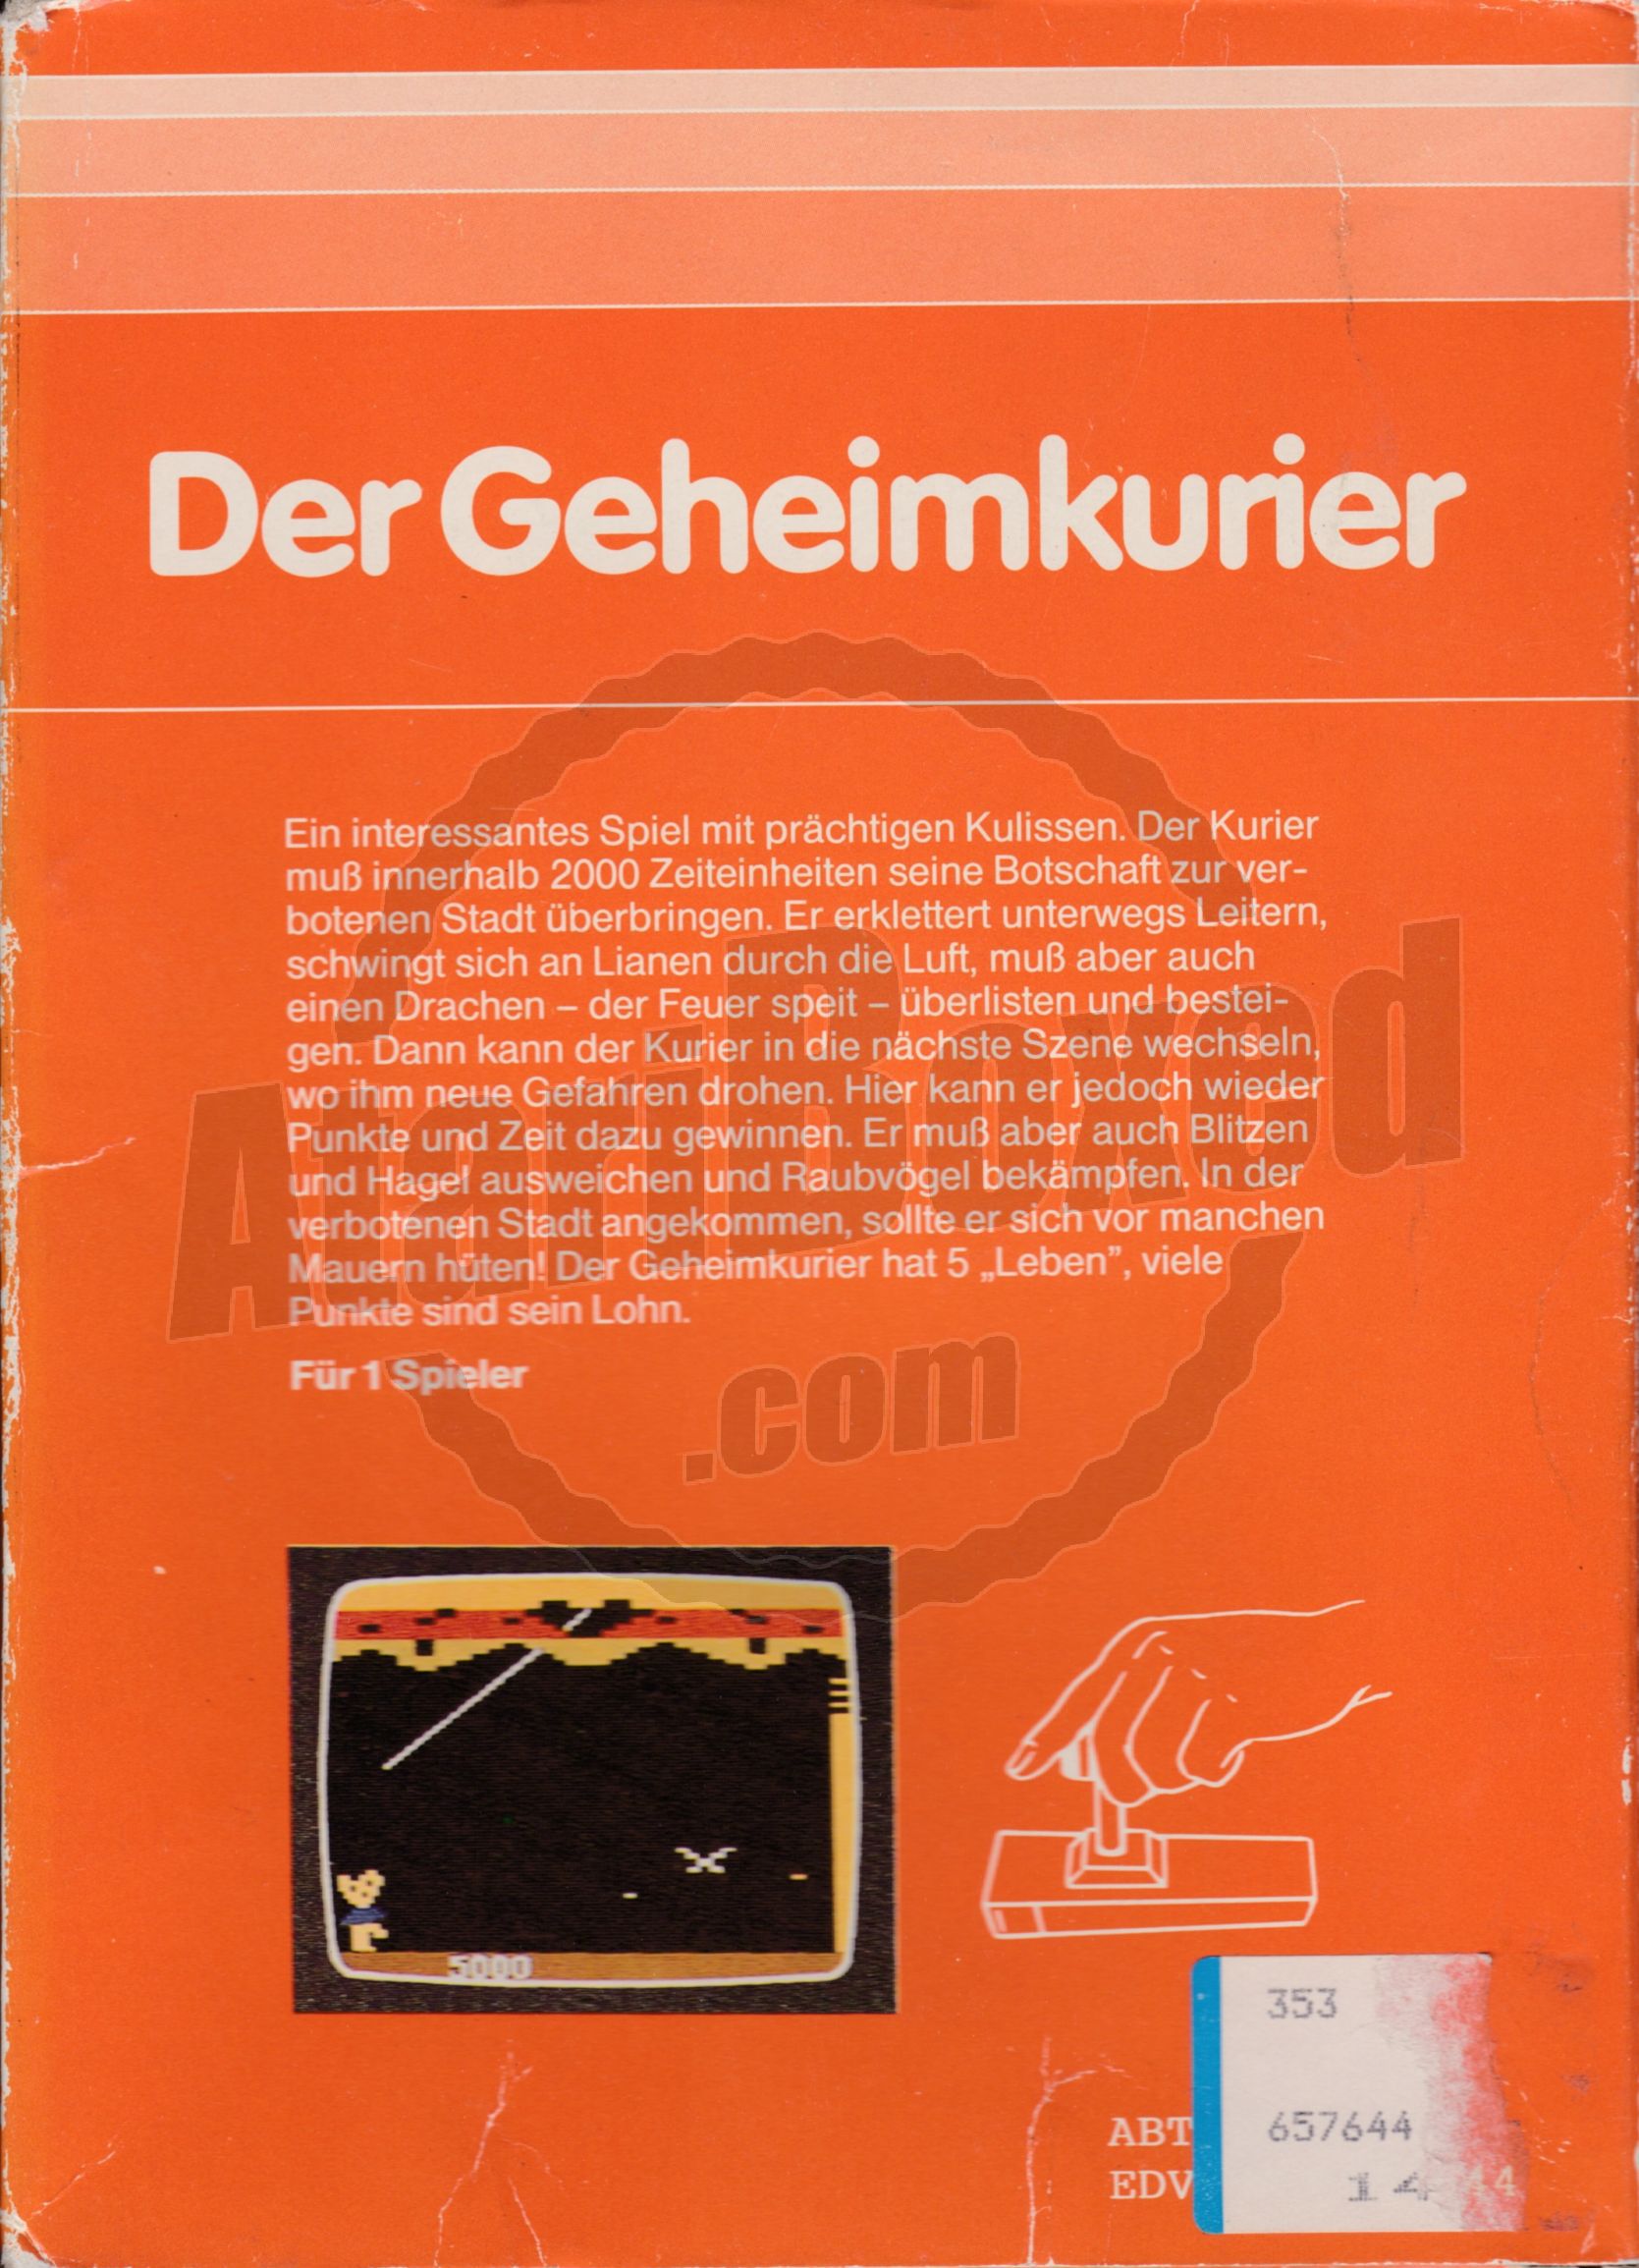 Der Geheimkurier
Ein interessantes Spiel mit prächtigen Kulissen. Der Kurier
muß innerhalb 2000 Zeiteinheiten seine Botschaft zur ver-
botenen Stadt überbringen. Er erklettert unterwegs Leitern,
schwingt sich an Lianen durch die Luft, muß aber auch
einen Drachen – der Feuer speit – überlisten und bestei-
gen. Dann kann der Kurier in die nächste Szene wechseln,
wo ihm neue Gefahren drohen. Hier kann er jedoch wieder
Punkte und Zeit dazu gewinnen. Er muß aber auch Blitzen
und Hagel ausweichen und Raubvögel bekämpfen. In der
verbotenen Stadt angekommen, sollte er sich vor manchen
Mauern hüten! Der Geheimkurier hat 5 „Leben”, viele
Punkte sind sein Lohn.
Für 1 Spieler
AtariBoxed
.com
5000
353
ABT 657644
EDV 14 44